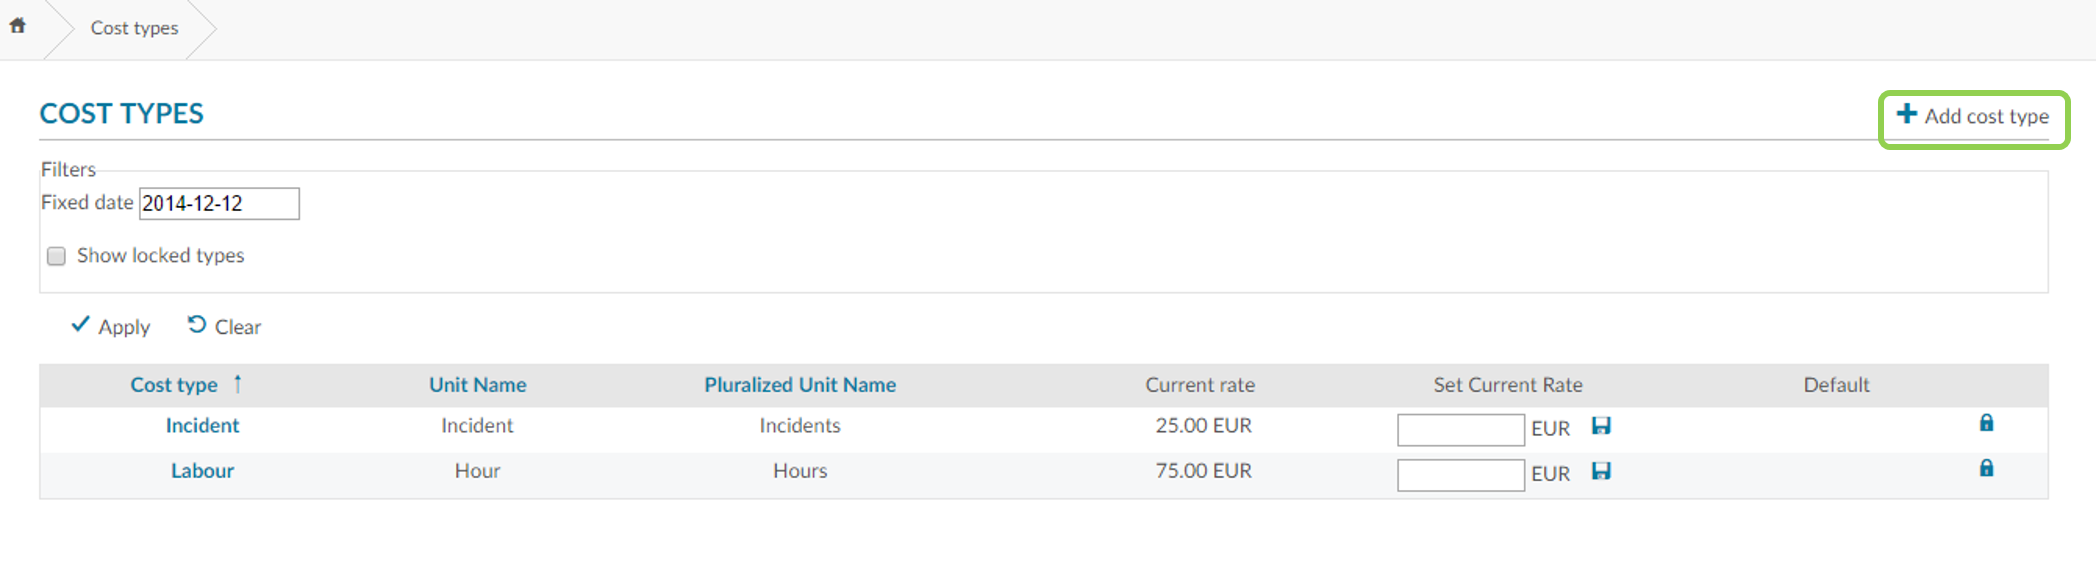 Cost types
COST TYPES
Add cost type
Filters
Fixed date 2014-12-12
Show locked types
Apply Clear
Cost type Unit Name Pluralized Unit Name Current rate Set Current Rate Default
Incident Incident Incidents 25.00 EUR EUR
Labour Hour Hours 75.00 EUR EUR